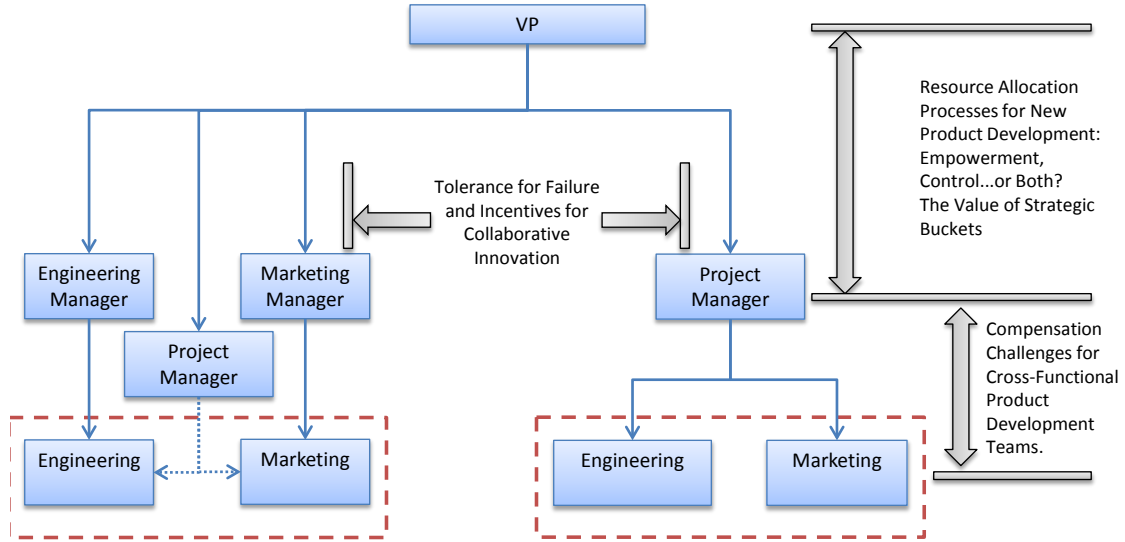 VP
Resource Allocation
Processes for New
Product Development:
Empowerment,
Control...or Both?
The Value of Strategic
Buckets
Tolerance for Failure
and Incentives for
Collaborative
Innovation
Engineering
Manager
Marketing
Manager
Project
Manager
Project
Manager
Compensation
Challenges for
Cross-Functional
Product
Development
Teams.
Engineering
Marketing
Engineering
Marketing